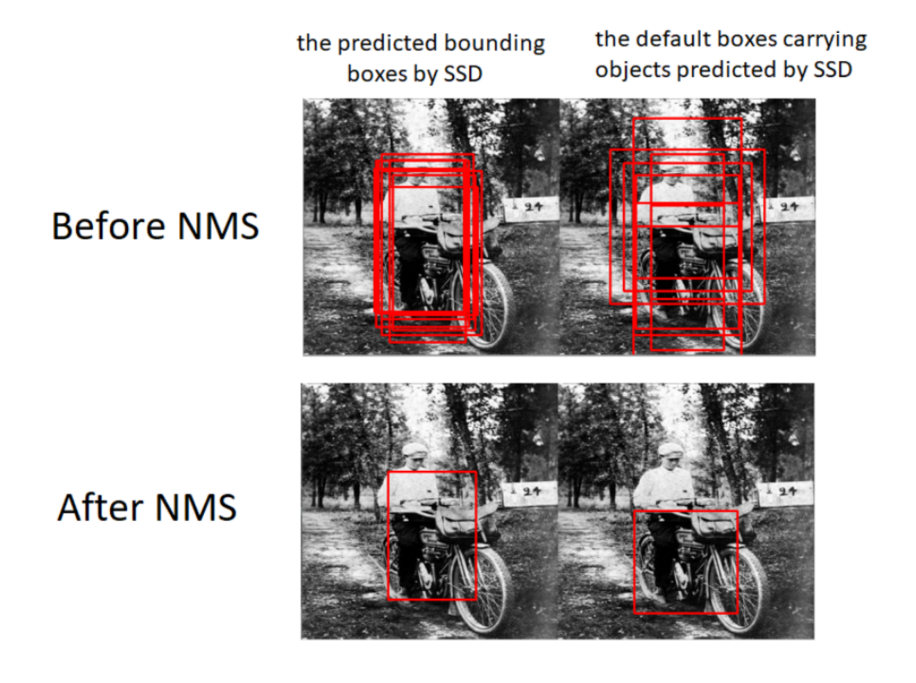 the predicted bounding
boxes by SSD
the default boxes carrying
objects predicted by SSD
Before NMS
After NMS